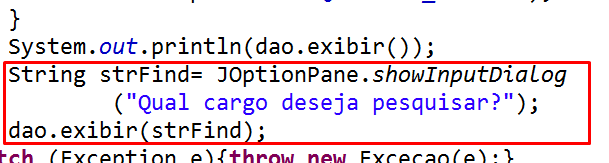 }
System.out.println(dao.exibir());
String strFind= JOptionPane.showInputDialog
("Qual cargo deseja pesquisar?");
dao.exibir(strFind);
(Exception e){throw new Excecao(e);}